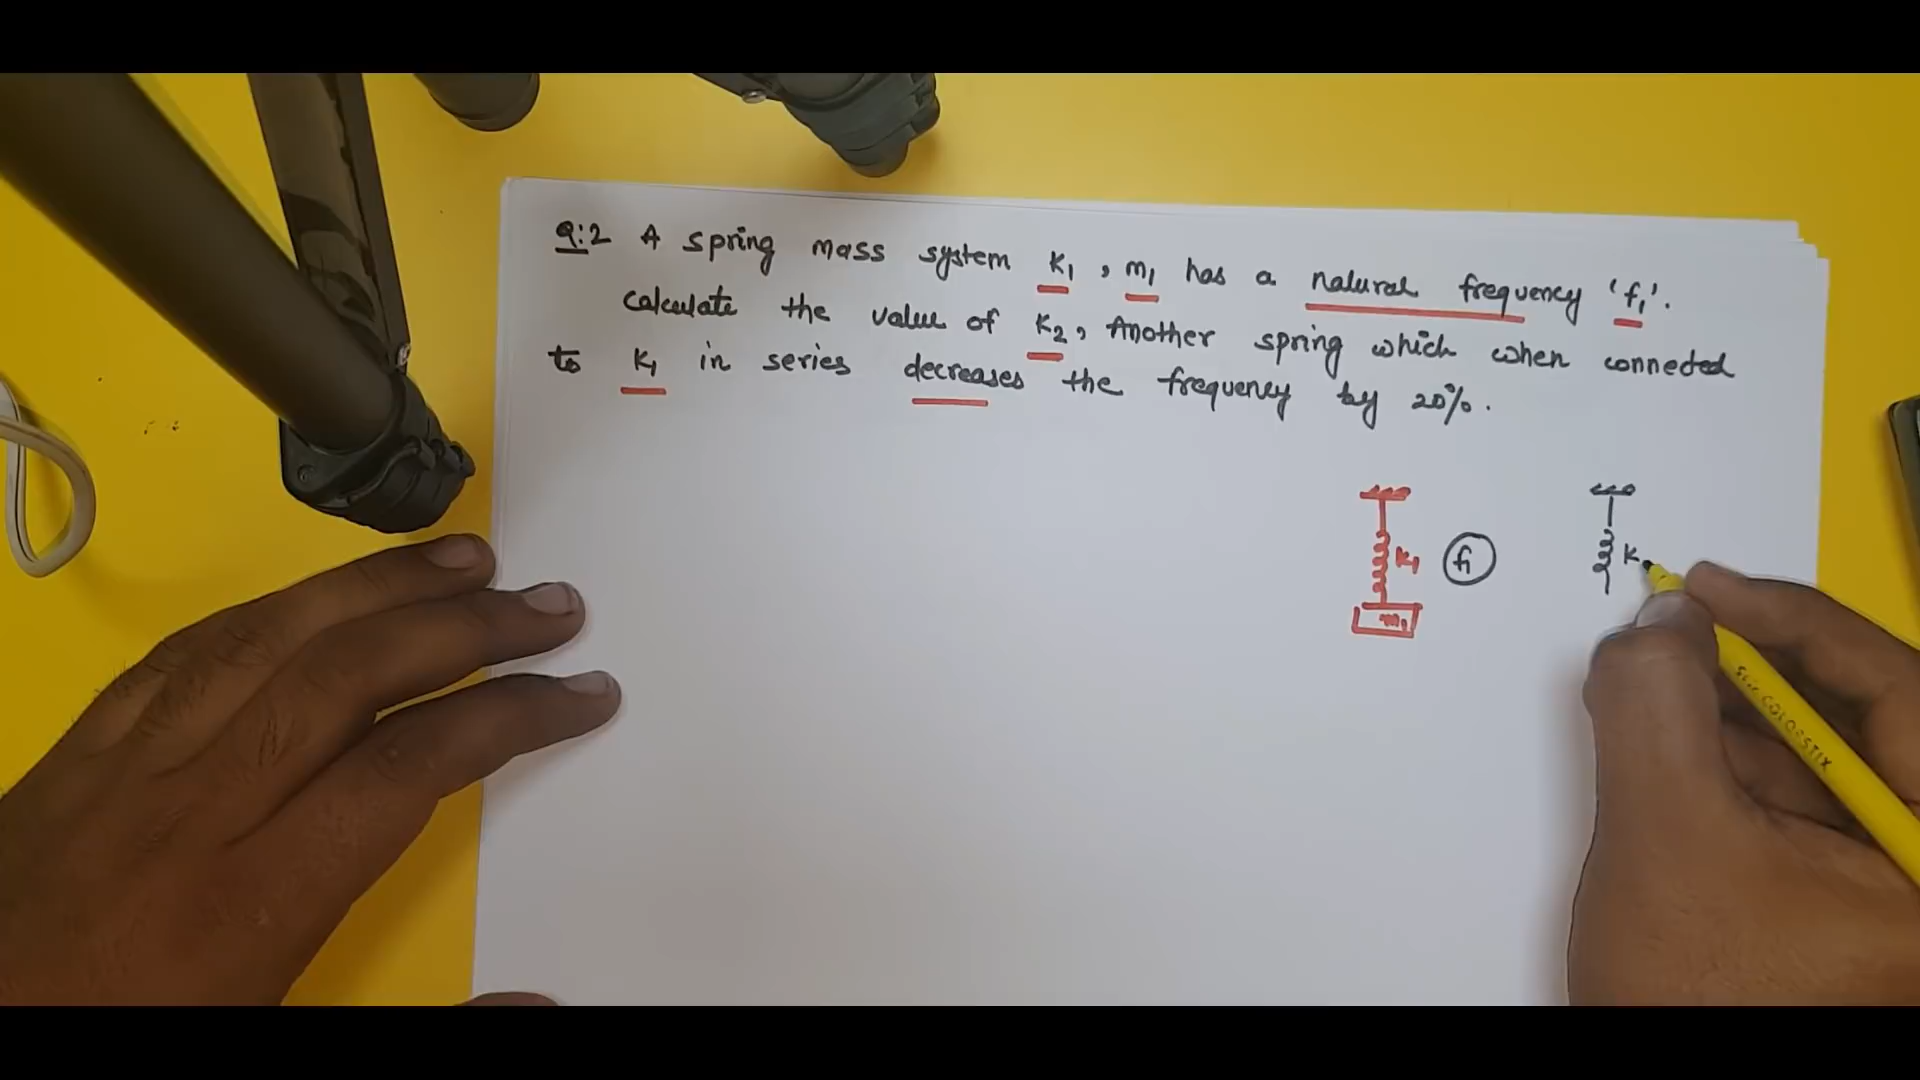 Q:2 A spring mass system K₁, m₁ has a natural frequency 'f₁'.
calculate the value of K₂, Another spring which when connected
to K₁ in series decreases the frequency by 20%.
K₁ f₁ K
m₁
COLORSTIX